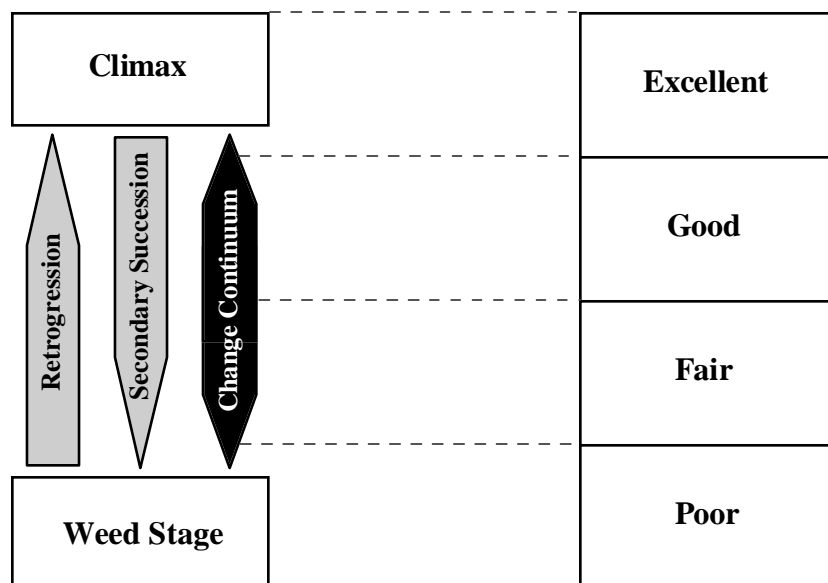 Climax
Excellent
Retrogression
Secondary Succession
Change Continuum
Good
Fair
Weed Stage
Poor